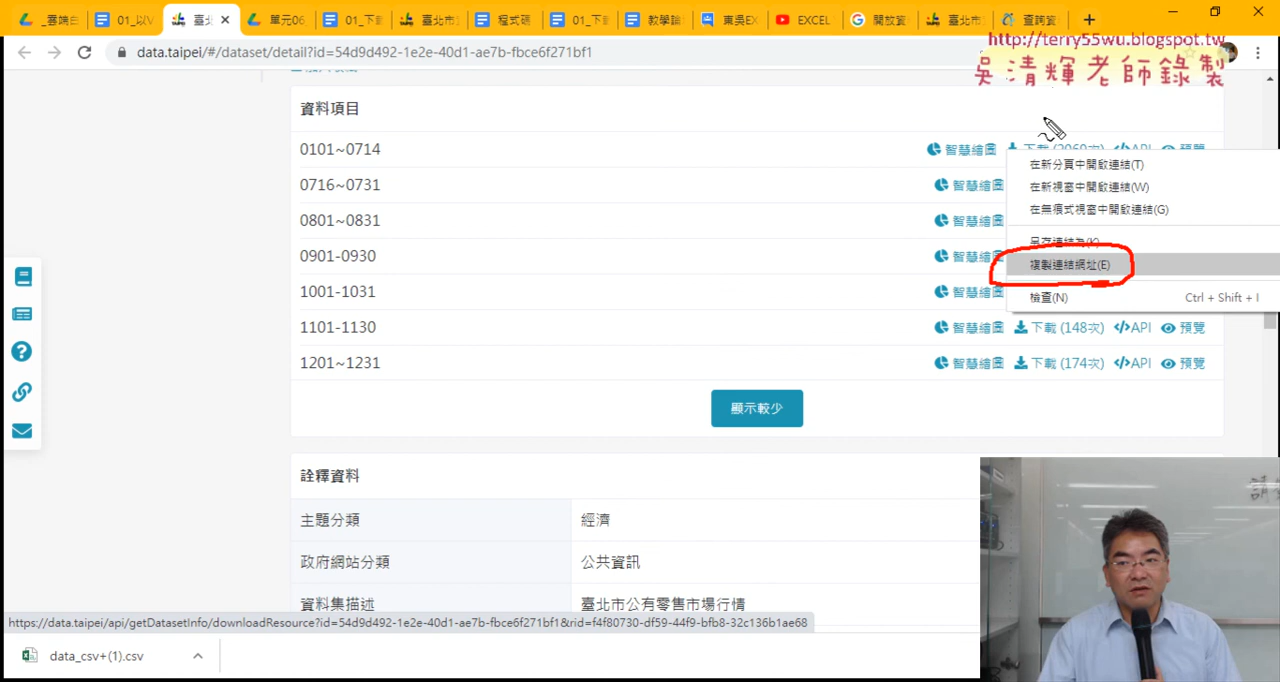 _雲端白
01_以V
臺北
單元06
01_下載
臺北市
程式碼
01_下載
教學論
東吳EX
EXCEL
開放資
臺北市
查詢資
http://terry55wu.blogspot.tw
data.taipei/#/dataset/detail?id=54d9d492-1e2e-40d1-ae7b-fbce6f271bf1
吳清輝老師錄製
資料項目
0101~0714 智慧繪圖 下載 (2969次) API 預覽
在新分頁中開啟連結(T)
0716~0731 智慧繪圖
在新視窗中開啟連結(W)
在無痕式視窗中開啟連結(G)
0801~0831 智慧繪圖
另存連結為(K)...
0901-0930 智慧繪圖
複製連結網址(E)
1001-1031 智慧繪圖
檢查(N) Ctrl + Shift + I
1101-1130 智慧繪圖 下載 (148次) API 預覽
1201~1231 智慧繪圖 下載 (174次) API 預覽
顯示較少
詮釋資料
主題分類 經濟
政府網站分類 公共資訊
資料集描述 臺北市公有零售市場行情
https://data.taipei/api/getDatasetInfo/downloadResource?id=54d9d492-1e2e-40d1-ae7b-fbce6f271bf1&rid=f4f80730-df59-44f9-bfb8-32c136b1ae68
data_csv+(1).csv